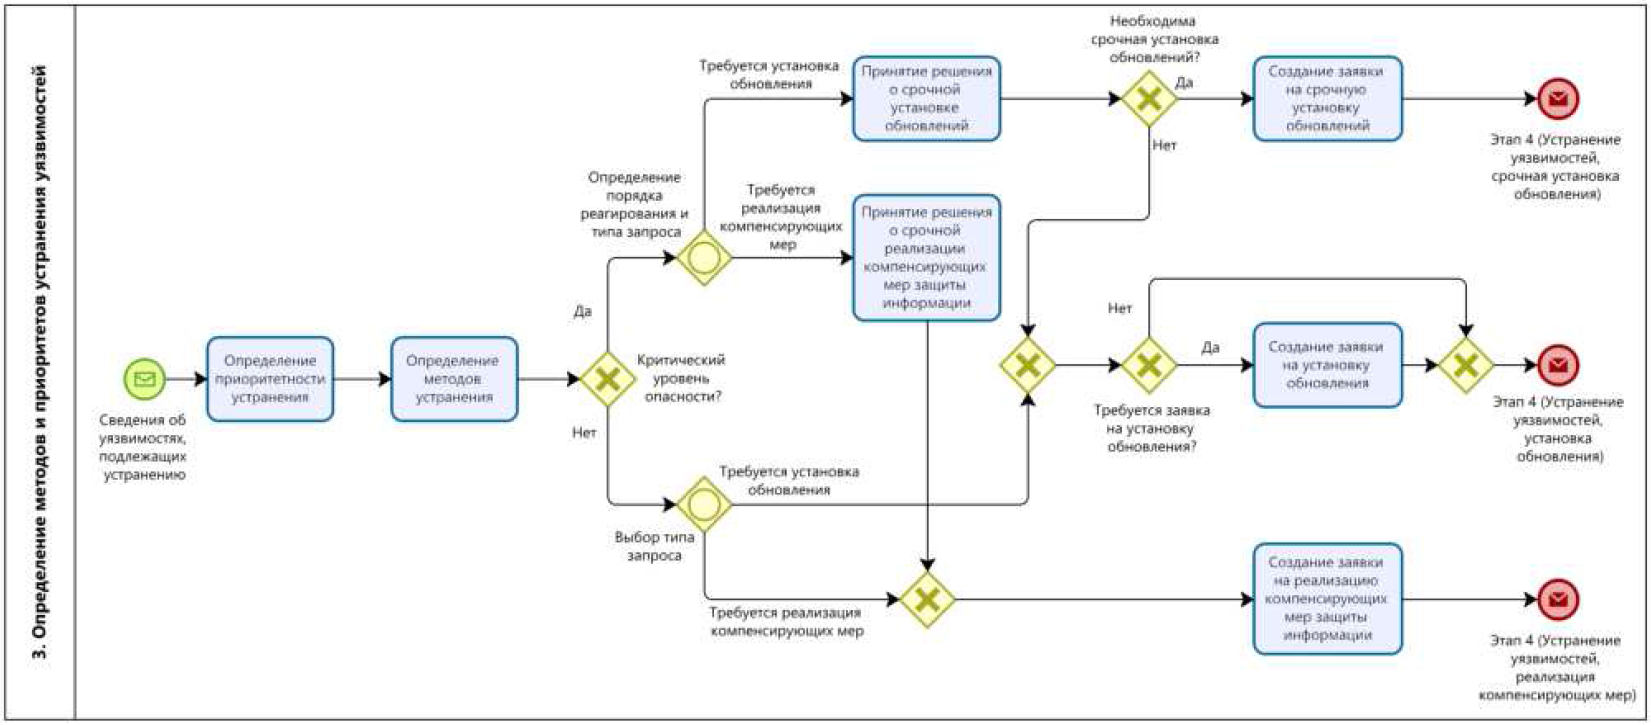 3. Определение методов и приоритетов устранения уязвимостей
Сведения об
уязвимостях,
подлежащих
устранению
Определение
приоритетности
устранения
Определение
методов
устранения
Критический
уровень
опасности?
Да
Нет
Определение
порядка
реагирования и
типа запроса
Требуется установка
обновления
Требуется
реализация
компенсирующих
мер
Принятие решения
о срочной
установке
обновлений
Принятие решения
о срочной
реализации
компенсирующих
мер защиты
информации
Необходима
срочная установка
обновлений?
Да
Нет
Создание заявки
на срочную
установку
обновлений
Этап 4 (Устранение
уязвимостей,
срочная установка
обновления)
Выбор типа
запроса
Требуется установка
обновления
Требуется реализация
компенсирующих мер
Нет
Да
Требуется заявка
на установку
обновления?
Создание заявки
на установку
обновления
Этап 4 (Устранение
уязвимостей,
установка
обновления)
Создание заявки
на реализацию
компенсирующих
мер защиты
информации
Этап 4 (Устранение
уязвимостей,
реализация
компенсирующих мер)